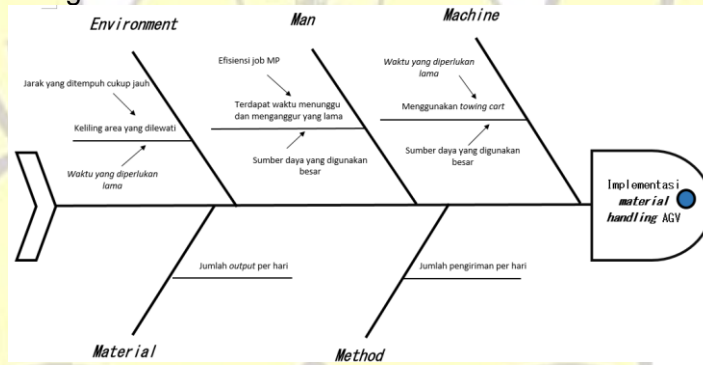 Environment
Man
Machine
Jarak yang ditempuh cukup jauh
Keliling area yang dilewati
Waktu yang diperlukan
lama
Efisiensi job MP
Terdapat waktu menunggu
dan menganggur yang lama
Sumber daya yang digunakan
besar
Waktu yang diperlukan
lama
Menggunakan towing cart
Sumber daya yang digunakan
besar
Implementasi
material
handling AGV
Jumlah output per hari
Jumlah pengiriman per hari
Material
Method